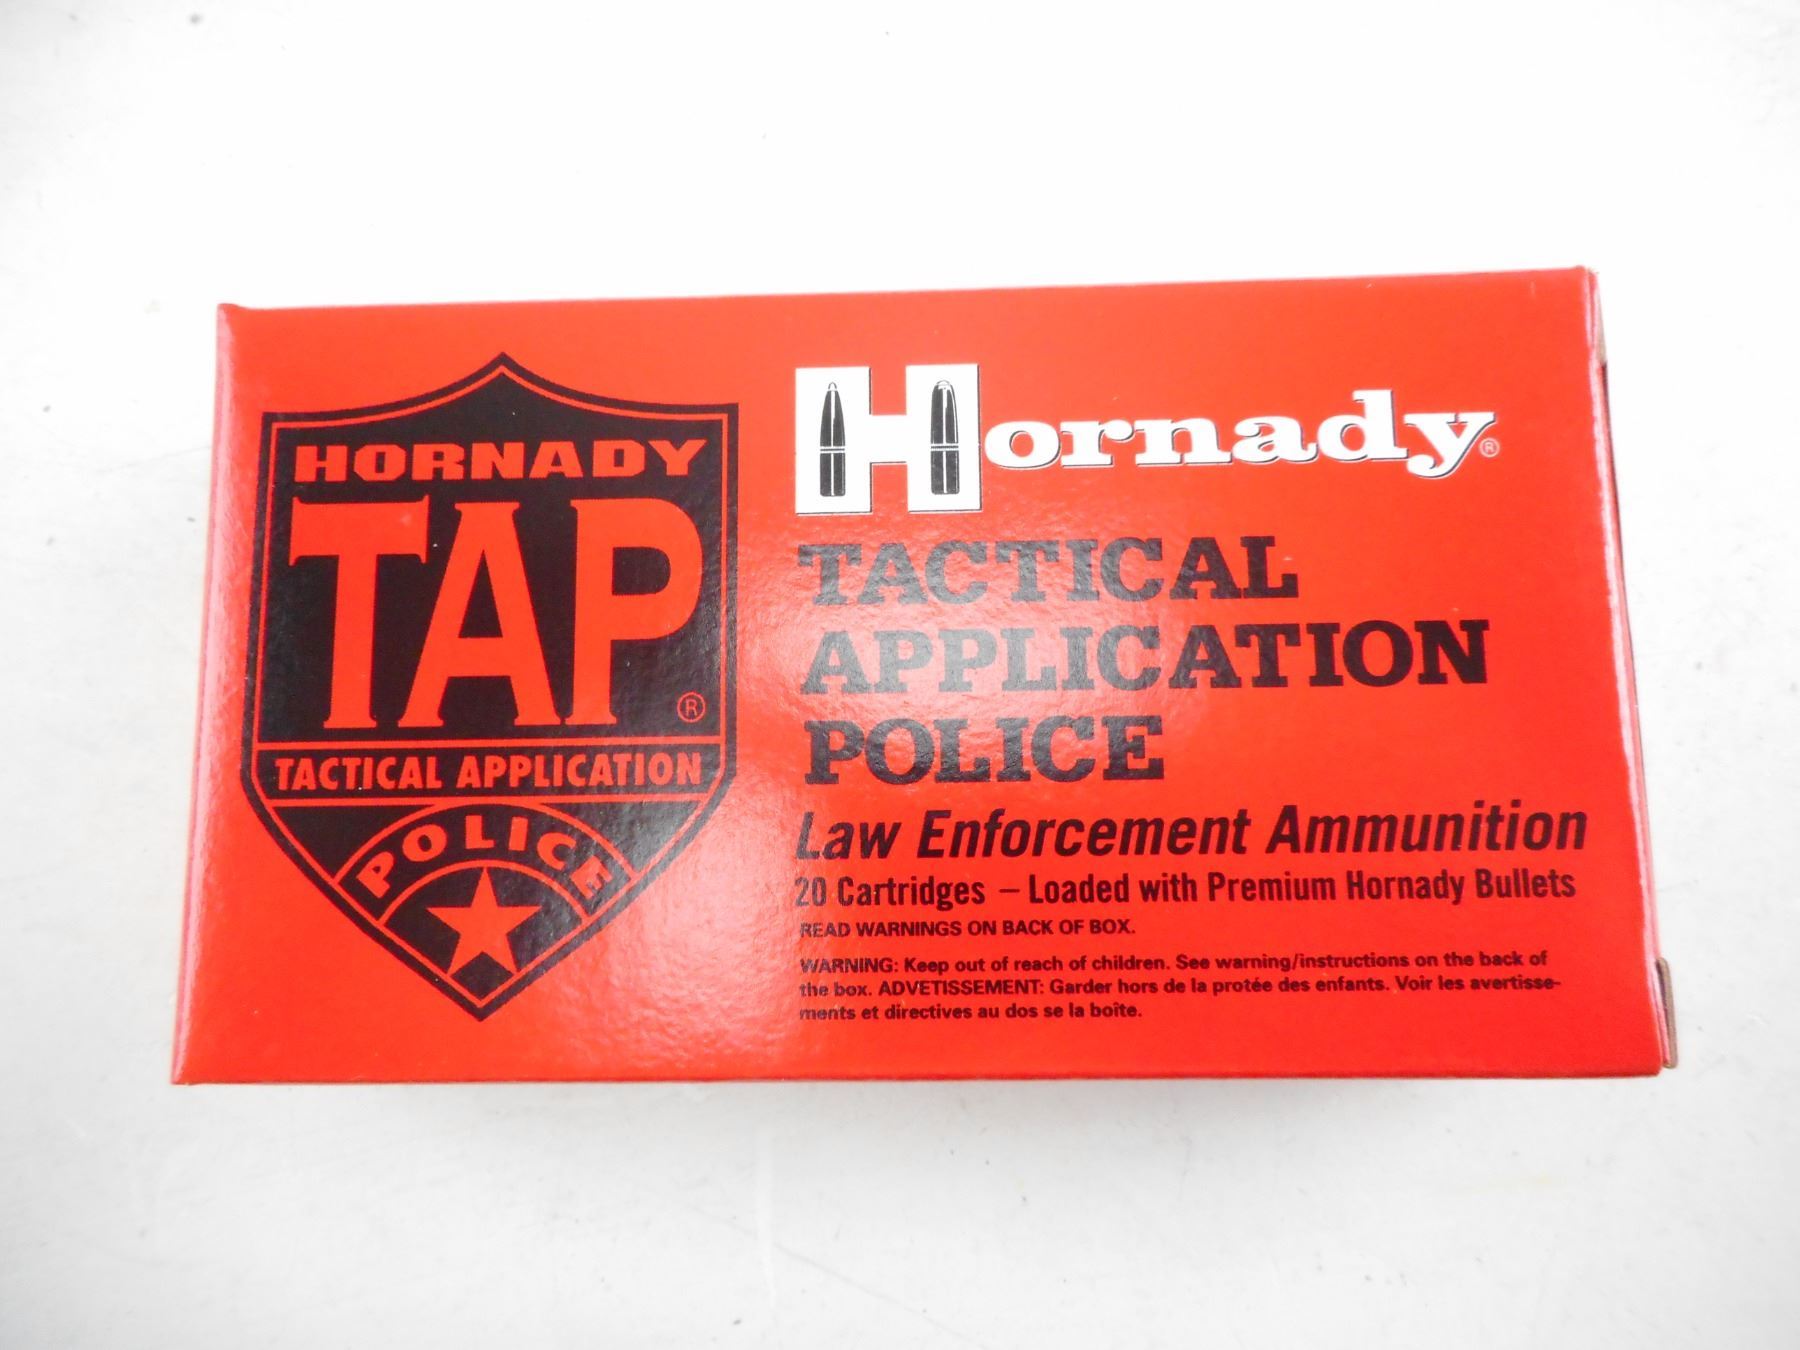 HORNADY
TAP®
TACTICAL APPLICATION
POLICE
Hornady®
TACTICAL
APPLICATION
POLICE
Law Enforcement Ammunition
20 Cartridges – Loaded with Premium Hornady Bullets
READ WARNINGS ON BACK OF BOX.
WARNING: Keep out of reach of children. See warning/instructions on the back of
the box. ADVETISSEMENT: Garder hors de la protée des enfants. Voir les avertisse-
ments et directives au dos se la boîte.